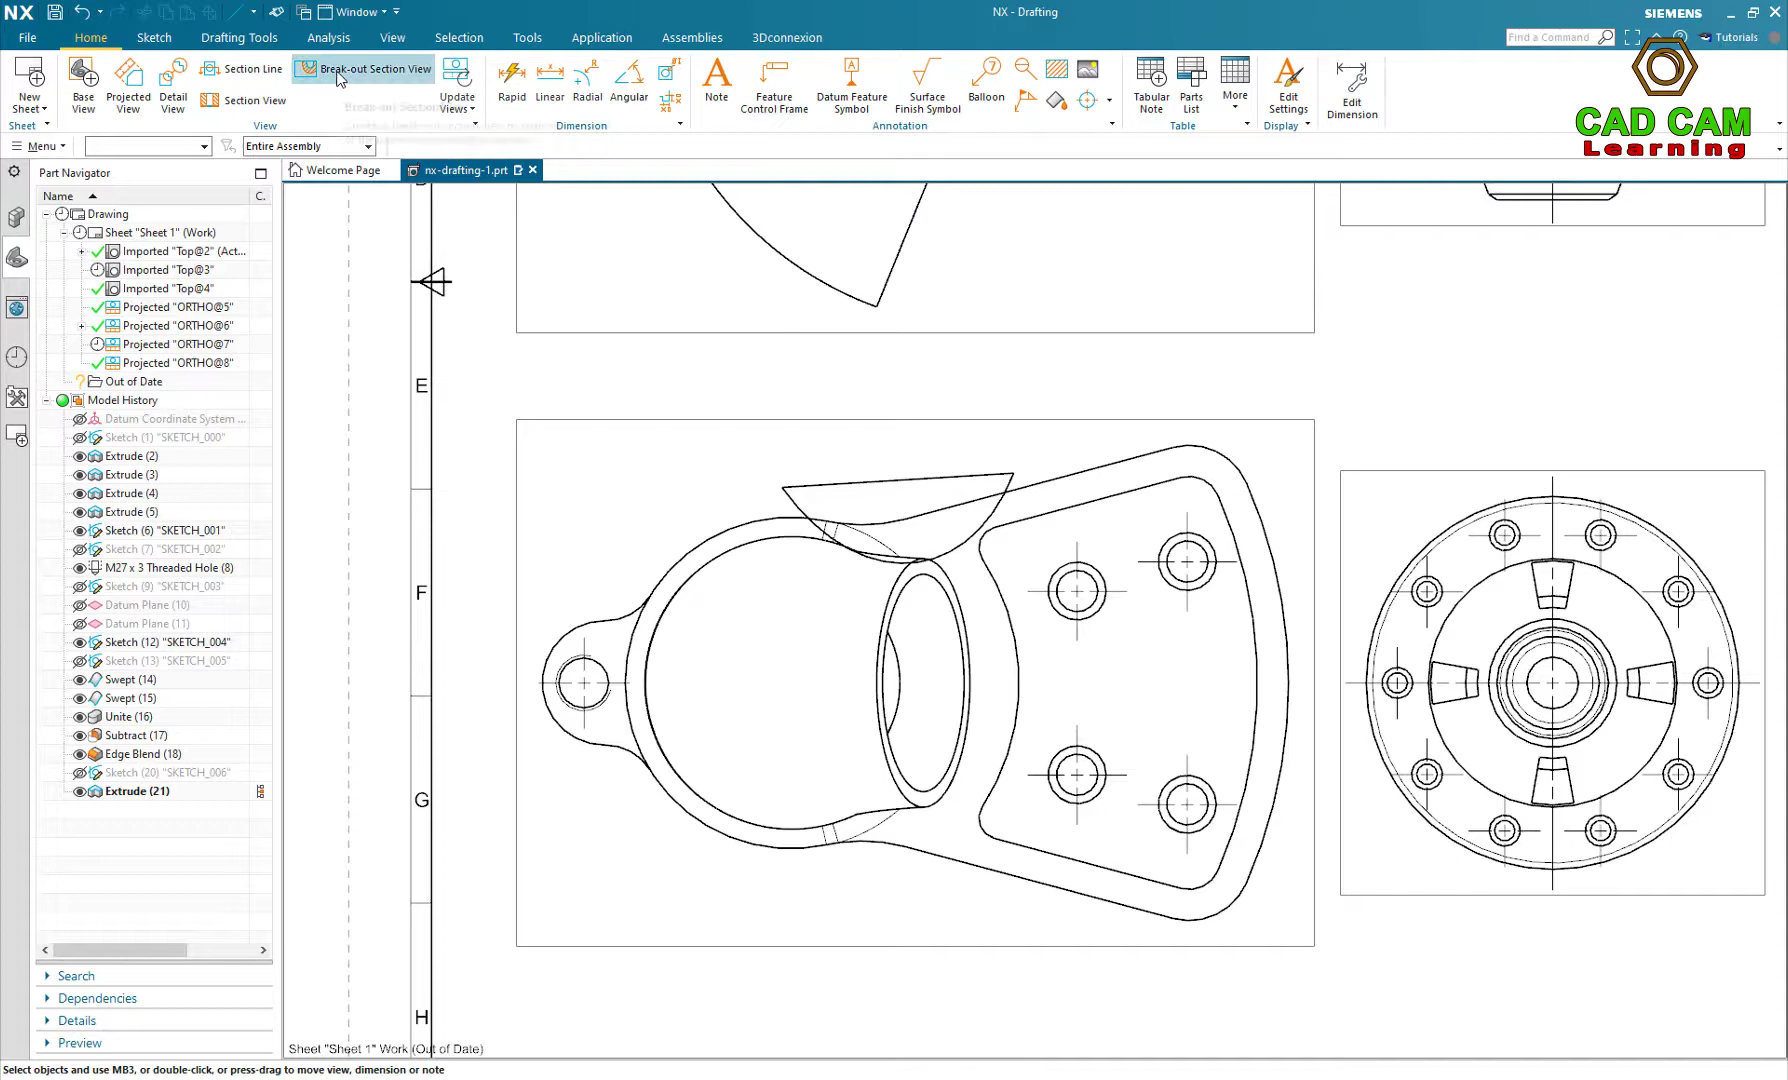 NX Window NX - Drafting SIEMENS
File Home Sketch Drafting Tools Analysis View Selection Tools Application Assemblies 3Dconnexion Find a Command Tutorials
New Sheet
Base View
Projected View
Detail View
Section Line
Section View
Break-out Section View
Update Views
Rapid
Linear
Radial
Angular
Note
Feature Control Frame
Datum Feature Symbol
Surface Finish Symbol
Balloon
Tabular Note
Parts List
More
Edit Settings
Edit Dimension
CAD CAM
Learning
Sheet View Dimension Annotation Table Display
Menu Entire Assembly
Part Navigator
Welcome Page nx-drafting-1.prt
Name C.
Drawing
Sheet "Sheet 1" (Work)
Imported "Top@2" (Act...
Imported "Top@3"
Imported "Top@4"
Projected "ORTHO@5"
Projected "ORTHO@6"
Projected "ORTHO@7"
Projected "ORTHO@8"
Out of Date
Model History
Datum Coordinate System ...
Sketch (1) "SKETCH_000"
Extrude (2)
Extrude (3)
Extrude (4)
Extrude (5)
Sketch (6) "SKETCH_001"
Sketch (7) "SKETCH_002"
M27 x 3 Threaded Hole (8)
Sketch (9) "SKETCH_003"
Datum Plane (10)
Datum Plane (11)
Sketch (12) "SKETCH_004"
Sketch (13) "SKETCH_005"
Swept (14)
Swept (15)
Unite (16)
Subtract (17)
Edge Blend (18)
Sketch (20) "SKETCH_006"
Extrude (21)
Search
Dependencies
Details
Preview
E
F
G
H
Sheet "Sheet 1" Work (Out of Date)
Select objects and use MB3, or double-click, or press-drag to move view, dimension or note